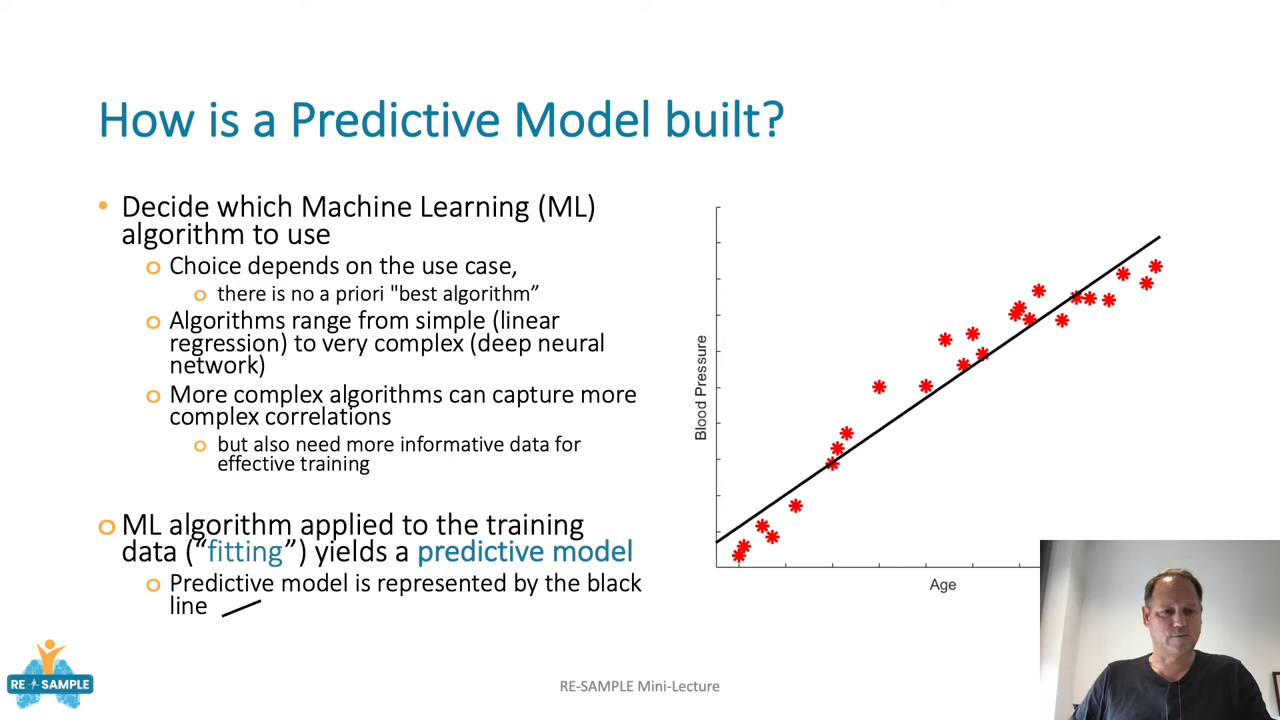 How is a Predictive Model built?
• Decide which Machine Learning (ML)
algorithm to use
o Choice depends on the use case,
o there is no a priori "best algorithm”
o Algorithms range from simple (linear
regression) to very complex (deep neural
network)
o More complex algorithms can capture more
complex correlations
o but also need more informative data for
effective training
o ML algorithm applied to the training
data (“fitting”) yields a predictive model
o Predictive model is represented by the black
line
Blood Pressure
Age
RE-SAMPLE
RE-SAMPLE Mini-Lecture